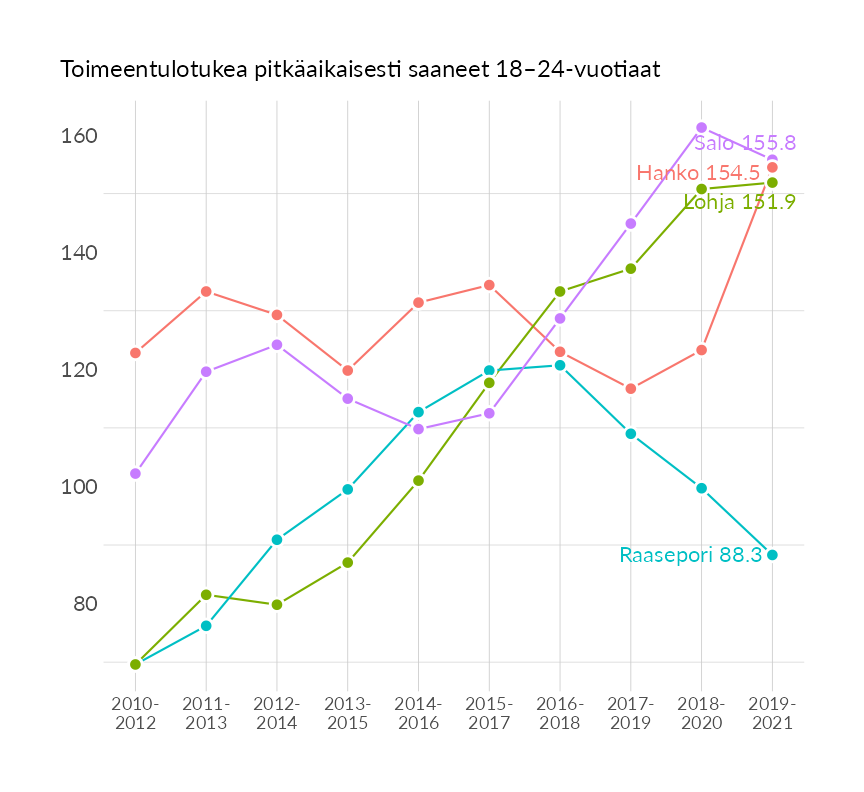 Toimeentulotukea pitkäaikaisesti saaneet 18–24-vuotiaat
160
140
120
100
80
Salo 155.8
Hanko 154.5
Lohja 151.9
Raasepori 88.3
2010- 2011- 2012- 2013- 2014- 2015- 2016- 2017- 2018- 2019-
2012 2013 2014 2015 2016 2017 2018 2019 2020 2021